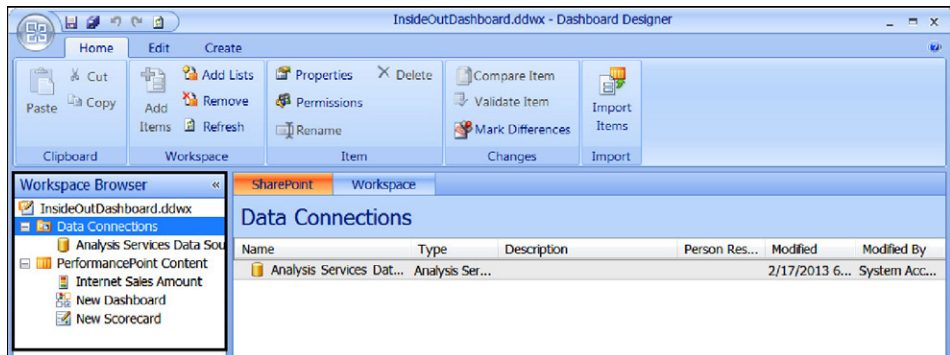 InsideOutDashboard.ddwx - Dashboard Designer
Home Edit Create
Paste
Cut
Copy
Clipboard
Add Items
Add Lists
Remove
Refresh
Workspace
Properties
Delete
Permissions
Rename
Item
Compare Item
Validate Item
Mark Differences
Changes
Import Items
Import
Workspace Browser «
InsideOutDashboard.ddwx
Data Connections
Analysis Services Data Sou
PerformancePoint Content
Internet Sales Amount
New Dashboard
New Scorecard
SharePoint Workspace
Data Connections
Name Type Description Person Res... Modified Modified By
Analysis Services Dat... Analysis Ser... 2/17/2013 6... System Acc...